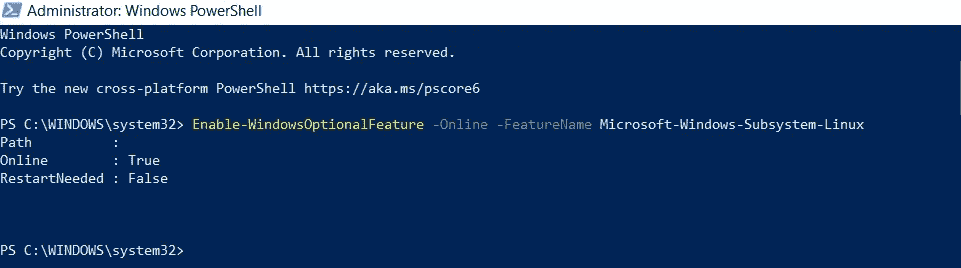 Administrator: Windows PowerShell
Windows PowerShell
Copyright (C) Microsoft Corporation. All rights reserved.
Try the new cross-platform PowerShell https://aka.ms/pscore6
PS C:\WINDOWS\system32> Enable-WindowsOptionalFeature -Online -FeatureName Microsoft-Windows-Subsystem-Linux
Path          :
Online        : True
RestartNeeded : False
PS C:\WINDOWS\system32>